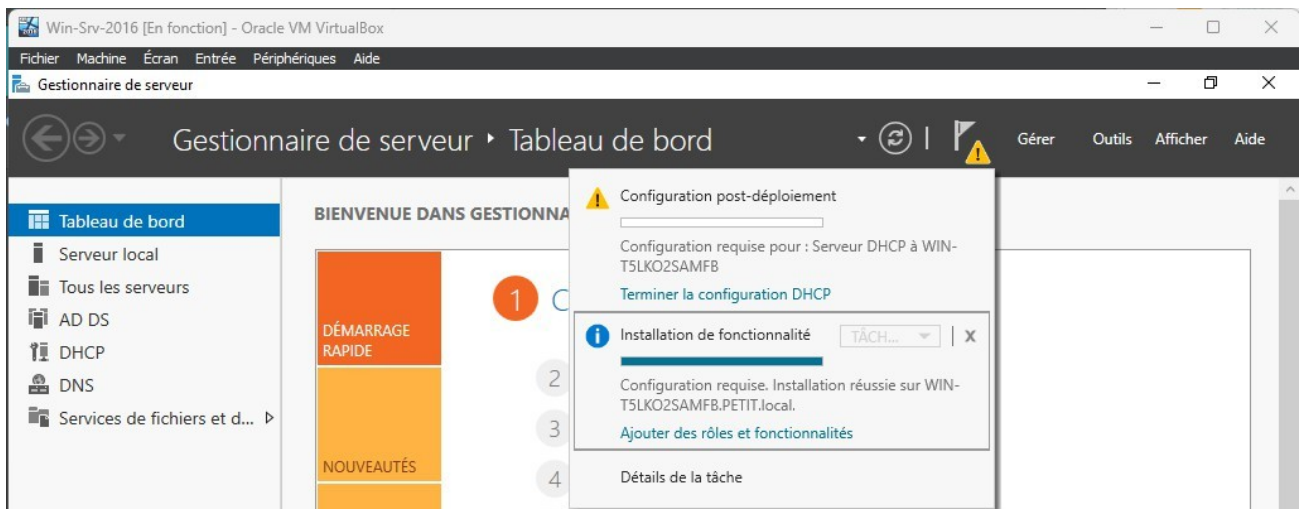 Win-Srv-2016 [En fonction] - Oracle VM VirtualBox
Fichier Machine Écran Entrée Périphériques Aide
Gestionnaire de serveur
Gestionnaire de serveur ‣ Tableau de bord
Gérer Outils Afficher Aide
Tableau de bord
Serveur local
Tous les serveurs
AD DS
DHCP
DNS
Services de fichiers et d...
BIENVENUE DANS GESTIONNA
DÉMARRAGE
RAPIDE
NOUVEAUTÉS
1 C
2
3
4
Configuration post-déploiement
Configuration requise pour : Serveur DHCP à WIN-
T5LKO2SAMFB
Terminer la configuration DHCP
Installation de fonctionnalité TÂCH... X
Configuration requise. Installation réussie sur WIN-
T5LKO2SAMFB.PETIT.local.
Ajouter des rôles et fonctionnalités
Détails de la tâche